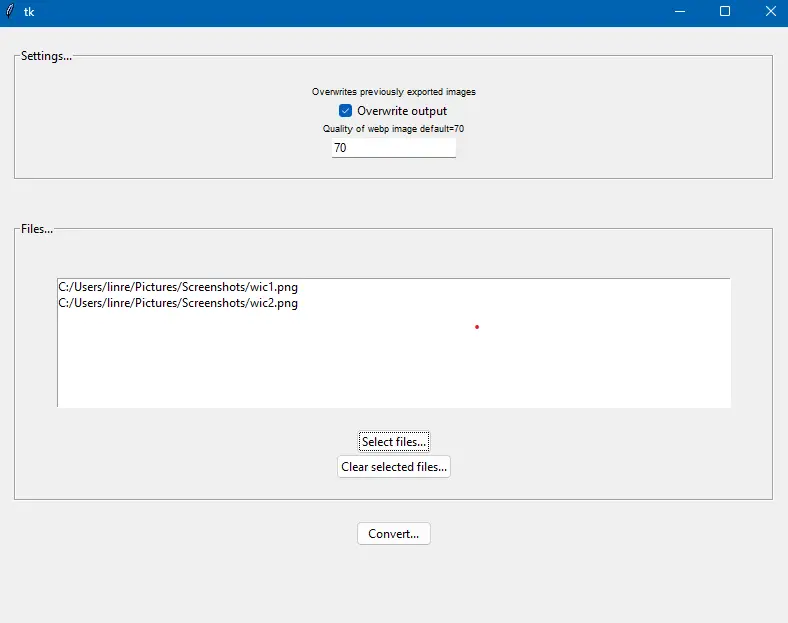 tk
Settings...
Overwrites previously exported images
Overwrite output
Quality of webp image default=70
70
Files...
C:/Users/linre/Pictures/Screenshots/wic1.png
C:/Users/linre/Pictures/Screenshots/wic2.png
Select files...
Clear selected files...
Convert...